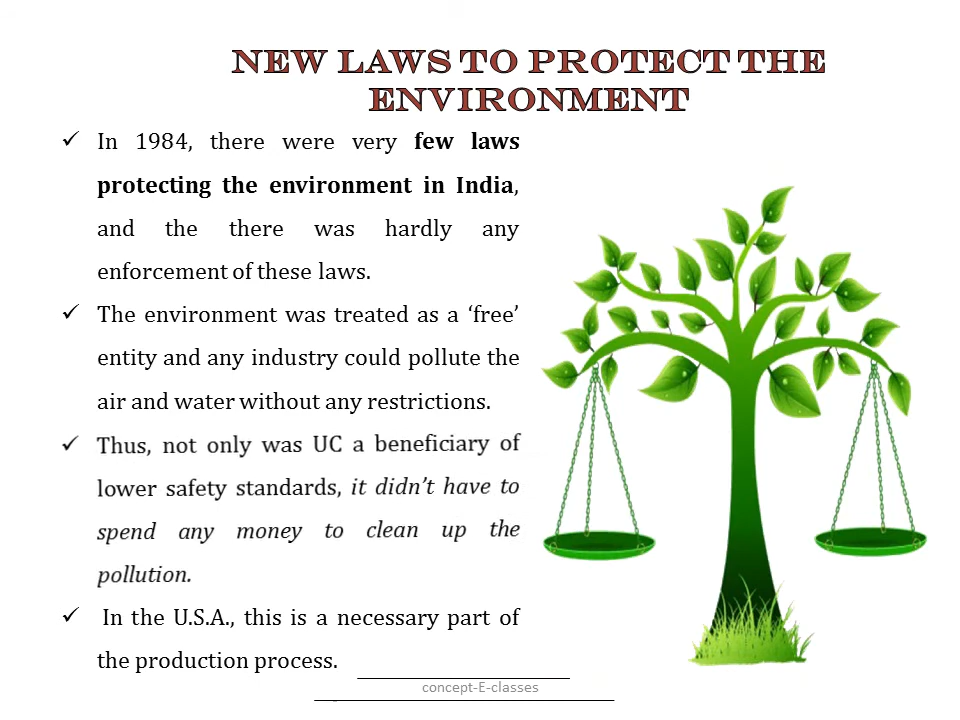 NEW LAWS TO PROTECT THE
ENVIRONMENT
✓ In 1984, there were very few laws
protecting the environment in India,
and the there was hardly any
enforcement of these laws.
✓ The environment was treated as a ‘free’
entity and any industry could pollute the
air and water without any restrictions.
✓ Thus, not only was UC a beneficiary of
lower safety standards, it didn’t have to
spend any money to clean up the
pollution.
✓ In the U.S.A., this is a necessary part of
the production process.
concept-E-classes